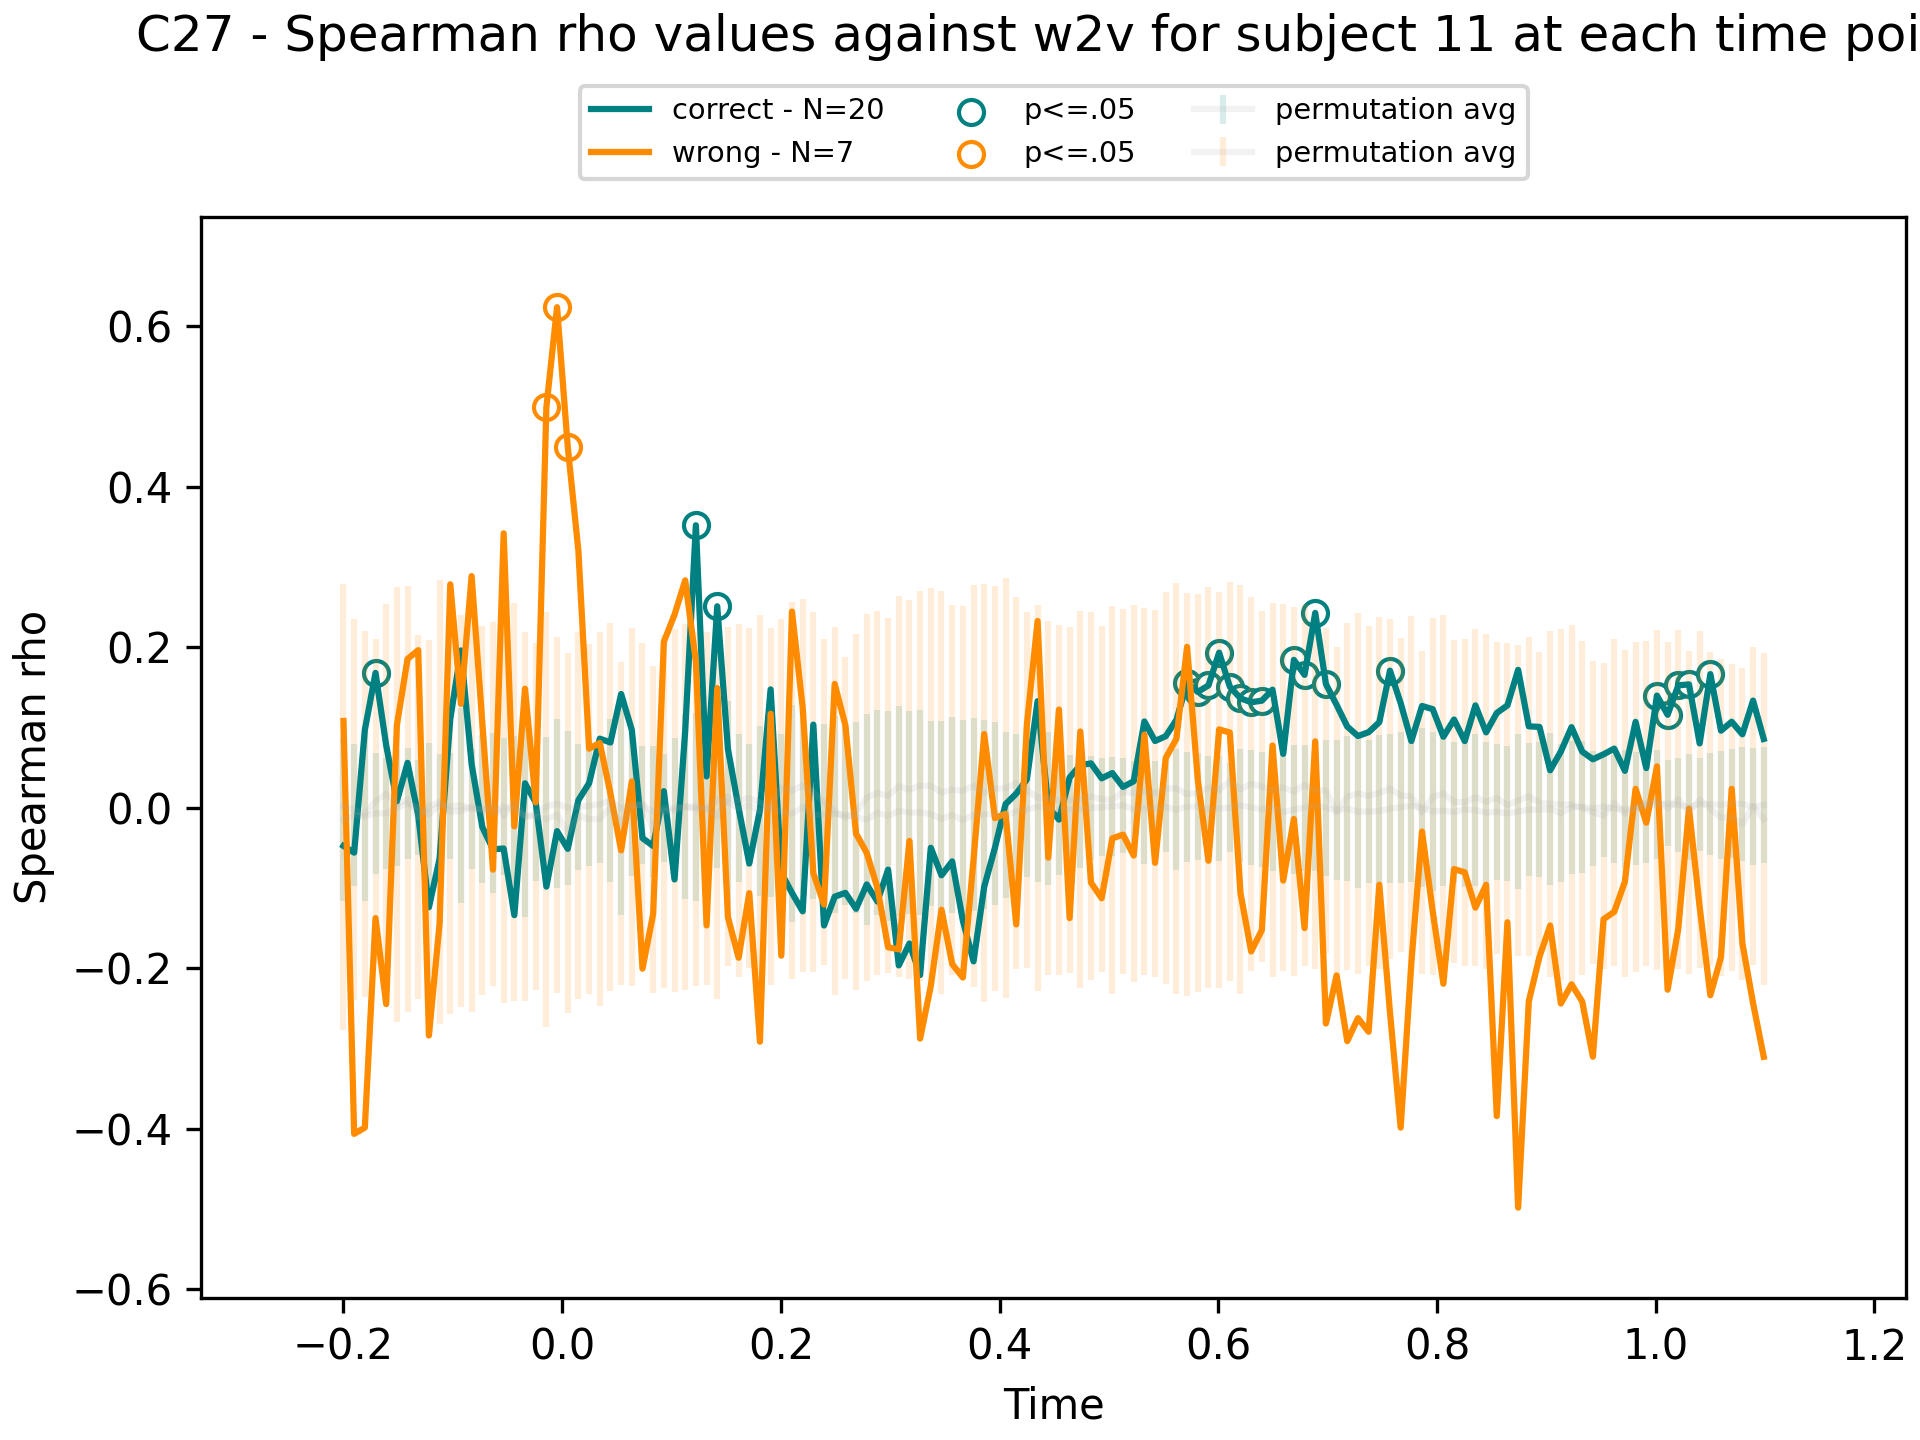 C27 - Spearman rho values against w2v for subject 11 at each time poi
correct - N=20 p<=.05 permutation avg
wrong - N=7 p<=.05 permutation avg
Spearman rho
0.6
0.4
0.2
0.0
−0.2
−0.4
−0.6
−0.2 0.0 0.2 0.4 0.6 0.8 1.0 1.2
Time